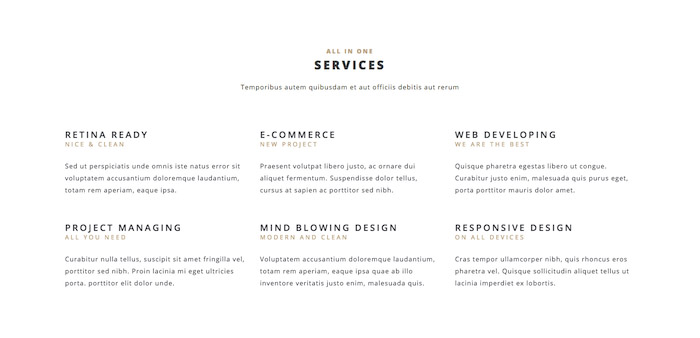 ALL IN ONE
SERVICES
Temporibus autem quibusdam et aut officiis debitis aut rerum
RETINA READY
NICE & CLEAN
Sed ut perspiciatis unde omnis iste natus error sit
voluptatem accusantium doloremque laudantium,
totam rem aperiam, eaque ipsa.
E-COMMERCE
NEW PROJECT
Praesent volutpat libero justo, ac ornare dui
aliquet fermentum. Suspendisse dolor tellus,
cursus at sapien ac porttitor sed nibh.
WEB DEVELOPING
WE ARE THE BEST
Quisque pharetra egestas libero ut congue.
Curabitur justo enim, malesuada quis purus eget,
porta porttitor mauris dolor amet.
PROJECT MANAGING
ALL YOU NEED
Curabitur nulla tellus, suscipit sit amet fringilla vel,
porttitor sed nibh. Proin lacinia mi eget ultricies
porta. porttitor elit dolor unde.
MIND BLOWING DESIGN
MODERN AND CLEAN
Voluptatem accusantium doloremque laudantium,
totam rem aperiam, eaque ipsa quae ab illo
inventore veritatis justo enim, malesuada quis.
RESPONSIVE DESIGN
ON ALL DEVICES
Cras tempor ullamcorper nibh, quis rhoncus eros
pharetra vel. Quisque sollicitudin aliquet tellus ut
lacinia imperdiet ex lobortis.